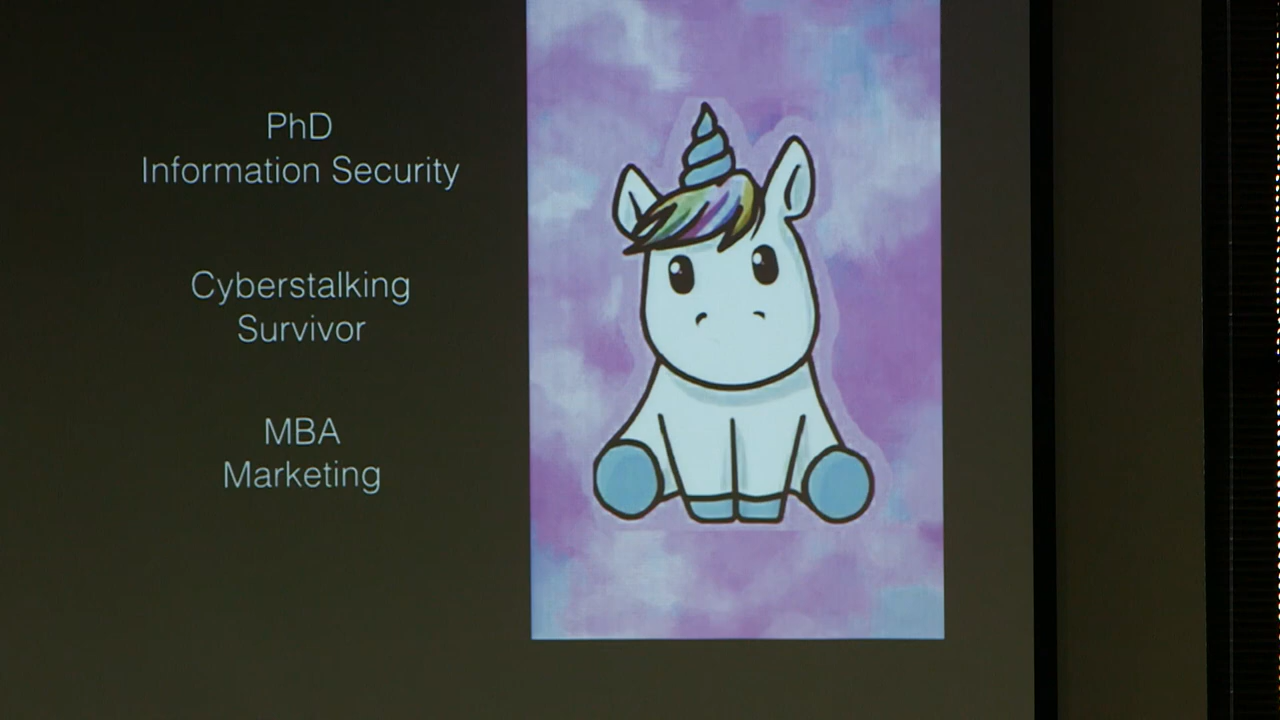 PhD
Information Security
Cyberstalking
Survivor
MBA
Marketing